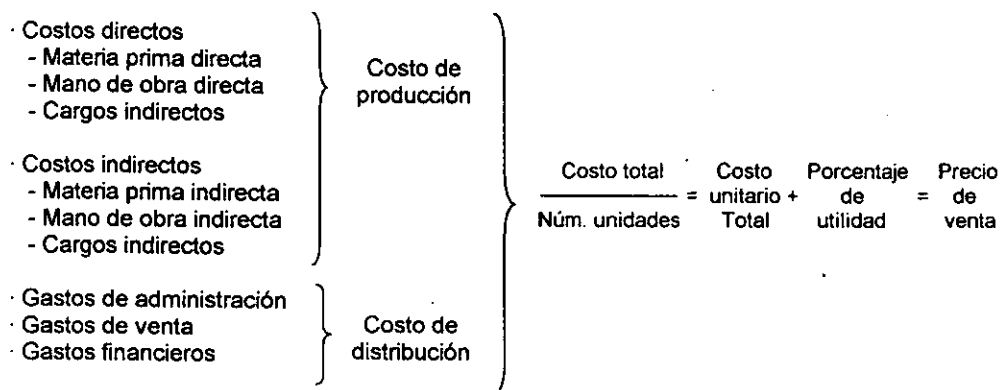 · Costos directos
- Materia prima directa
- Mano de obra directa
- Cargos indirectos
Costo de
producción
· Costos indirectos
- Materia prima indirecta
- Mano de obra indirecta
- Cargos indirectos
· Gastos de administración
· Gastos de venta
· Gastos financieros
Costo de
distribución
Costo total
Núm. unidades
=
Costo
unitario +
Total
Porcentaje
de
utilidad
=
Precio
de
venta